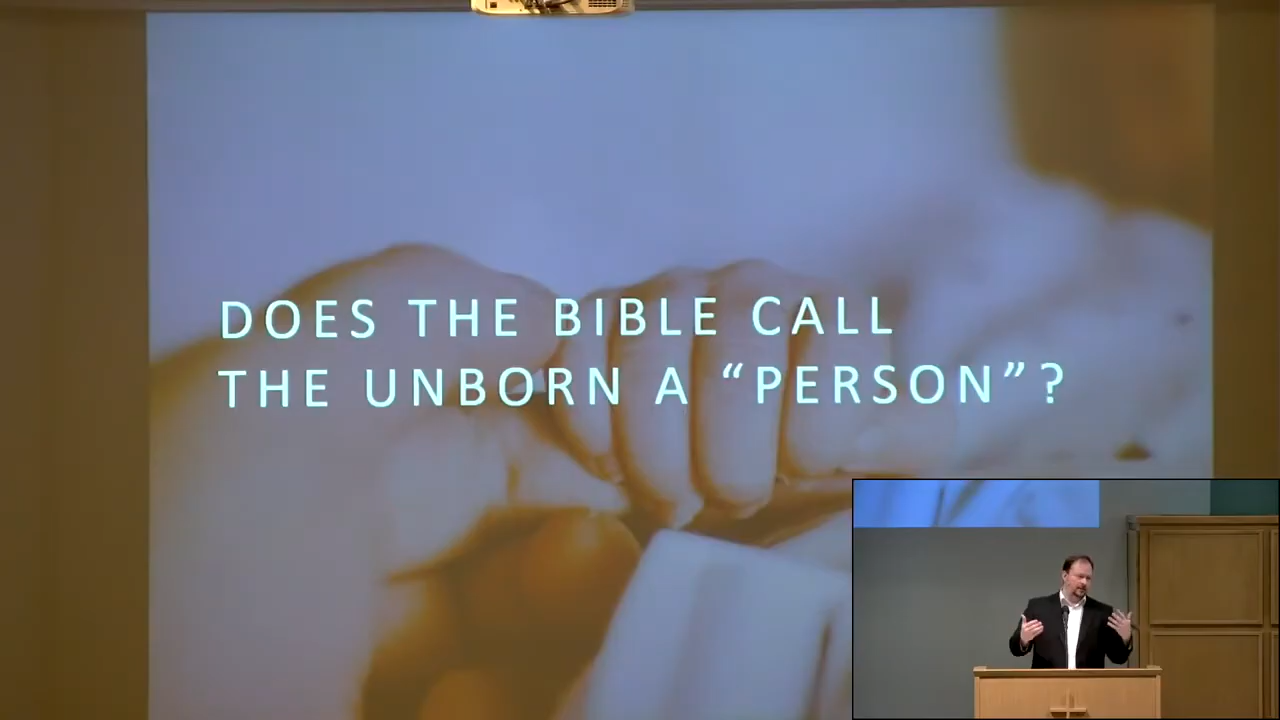 DOES THE BIBLE CALL
THE UNBORN A “PERSON”?